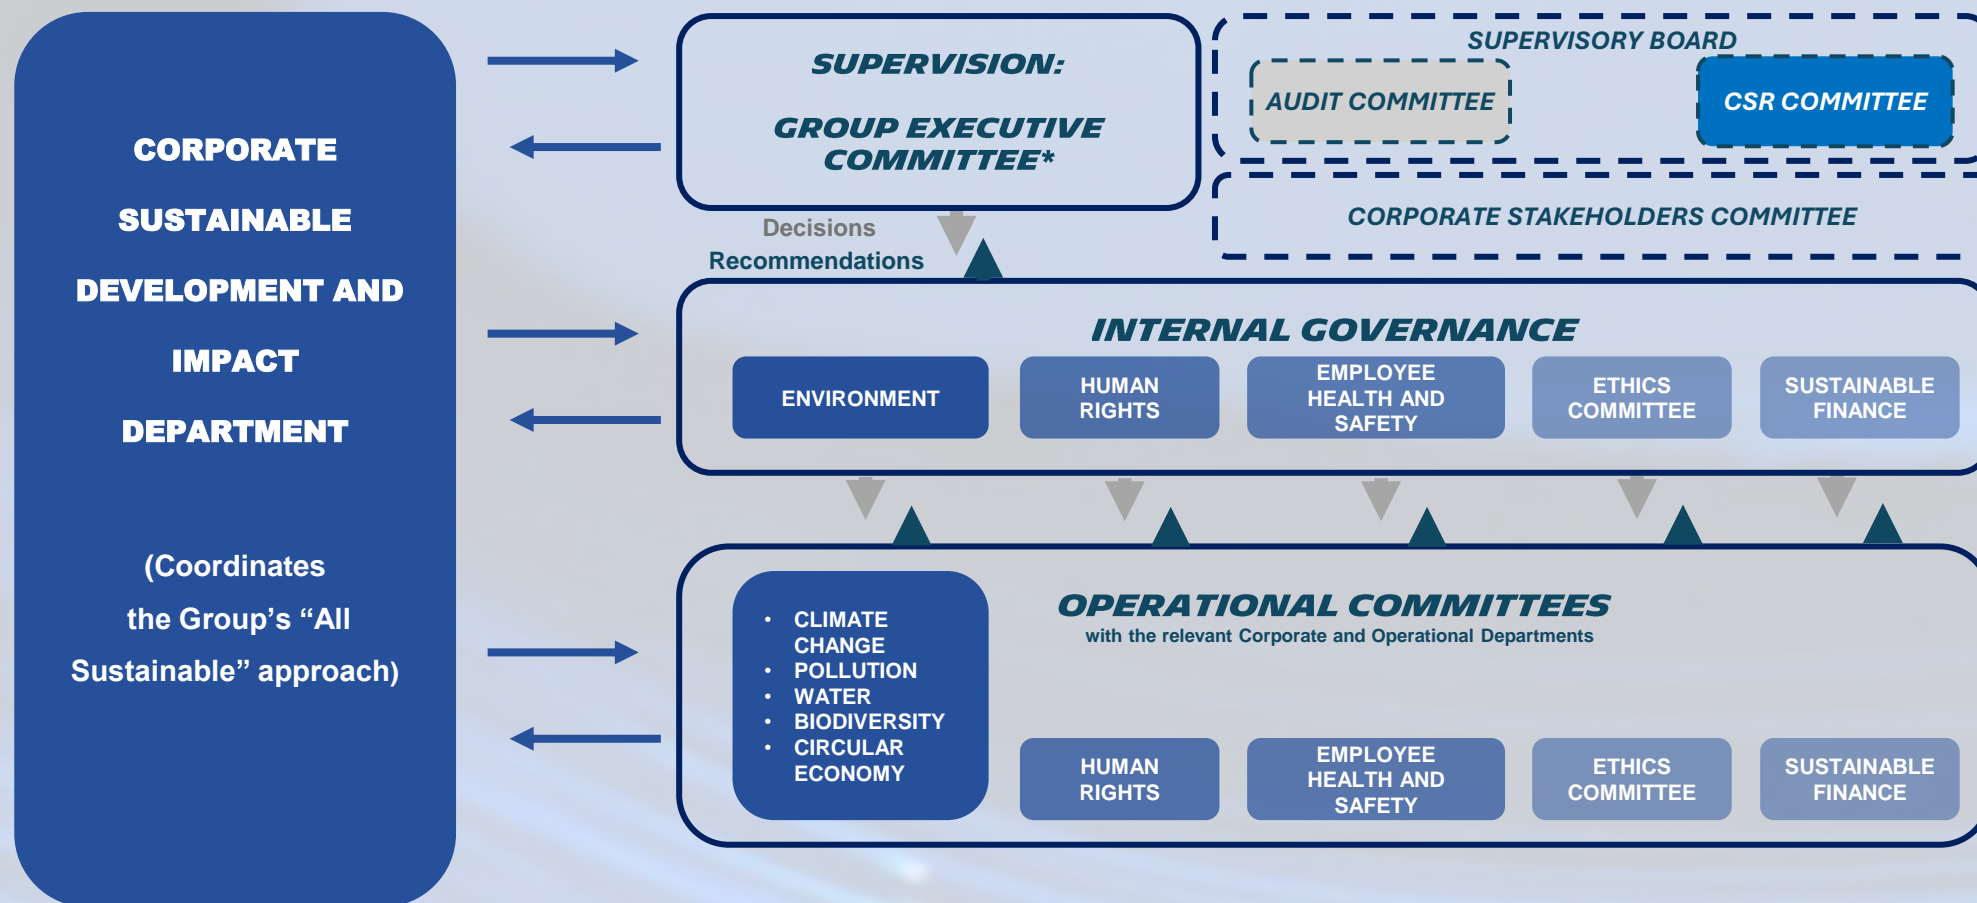 CORPORATE
SUSTAINABLE
DEVELOPMENT AND
IMPACT
DEPARTMENT
(Coordinates
the Group’s “All
Sustainable” approach)
SUPERVISION:
GROUP EXECUTIVE
COMMITTEE*
SUPERVISORY BOARD
AUDIT COMMITTEE
CSR COMMITTEE
CORPORATE STAKEHOLDERS COMMITTEE
Decisions
Recommendations
INTERNAL GOVERNANCE
ENVIRONMENT
HUMAN
RIGHTS
EMPLOYEE
HEALTH AND
SAFETY
ETHICS
COMMITTEE
SUSTAINABLE
FINANCE
OPERATIONAL COMMITTEES
with the relevant Corporate and Operational Departments
• CLIMATE
CHANGE
• POLLUTION
• WATER
• BIODIVERSITY
• CIRCULAR
ECONOMY
HUMAN
RIGHTS
EMPLOYEE
HEALTH AND
SAFETY
ETHICS
COMMITTEE
SUSTAINABLE
FINANCE